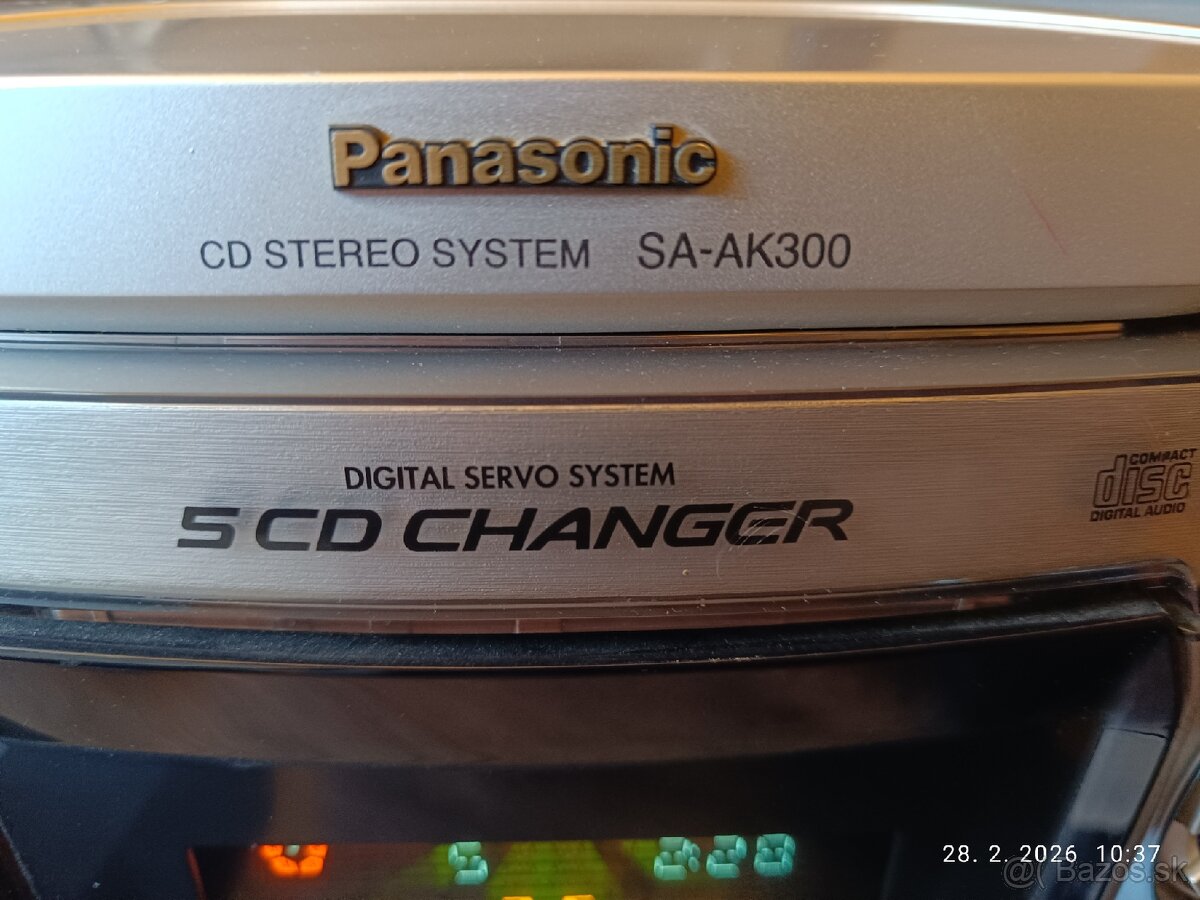 Panasonic
CD STEREO SYSTEM SA-AK300
DIGITAL SERVO SYSTEM
5 CD CHANGER
COMPACT
disc
DIGITAL AUDIO
28. 2. 2026 10:37
Bazos.sk